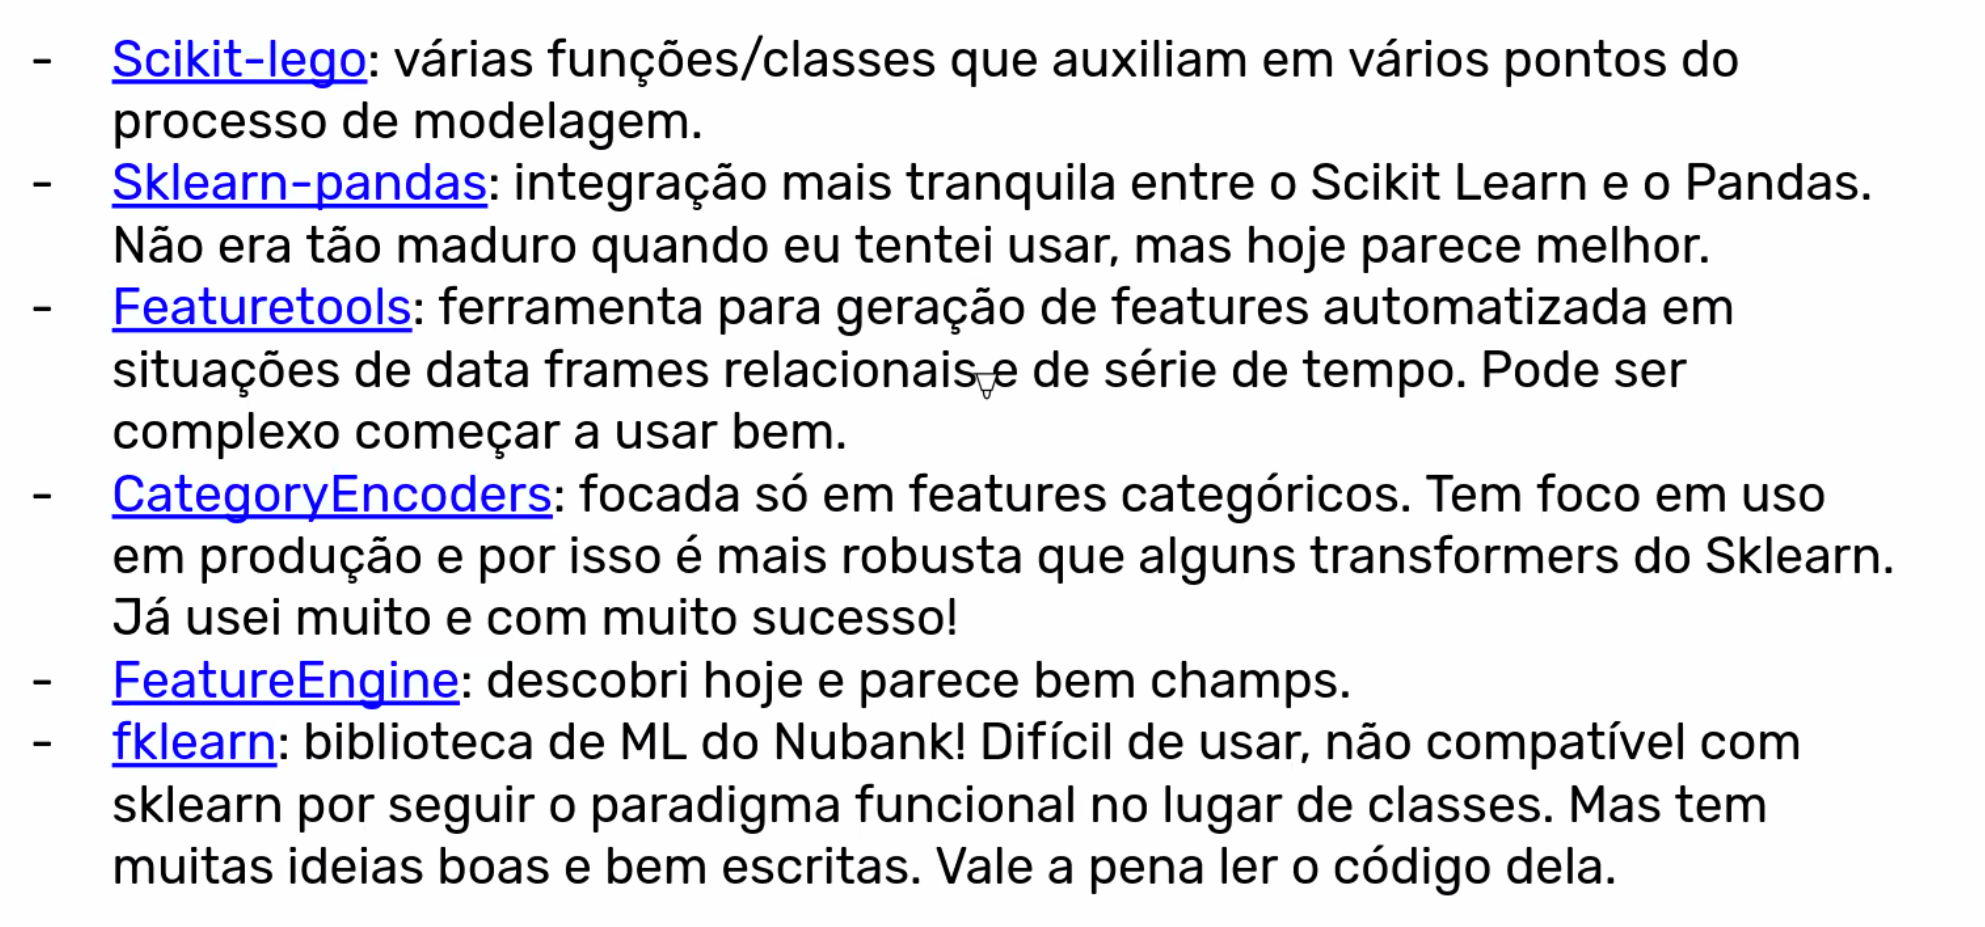 - Scikit-lego: várias funções/classes que auxiliam em vários pontos do
processo de modelagem.
- Sklearn-pandas: integração mais tranquila entre o Scikit Learn e o Pandas.
Não era tão maduro quando eu tentei usar, mas hoje parece melhor.
- Featuretools: ferramenta para geração de features automatizada em
situações de data frames relacionais e de série de tempo. Pode ser
complexo começar a usar bem.
- CategoryEncoders: focada só em features categóricos. Tem foco em uso
em produção e por isso é mais robusta que alguns transformers do Sklearn.
Já usei muito e com muito sucesso!
- FeatureEngine: descobri hoje e parece bem champs.
- fklearn: biblioteca de ML do Nubank! Difícil de usar, não compatível com
sklearn por seguir o paradigma funcional no lugar de classes. Mas tem
muitas ideias boas e bem escritas. Vale a pena ler o código dela.